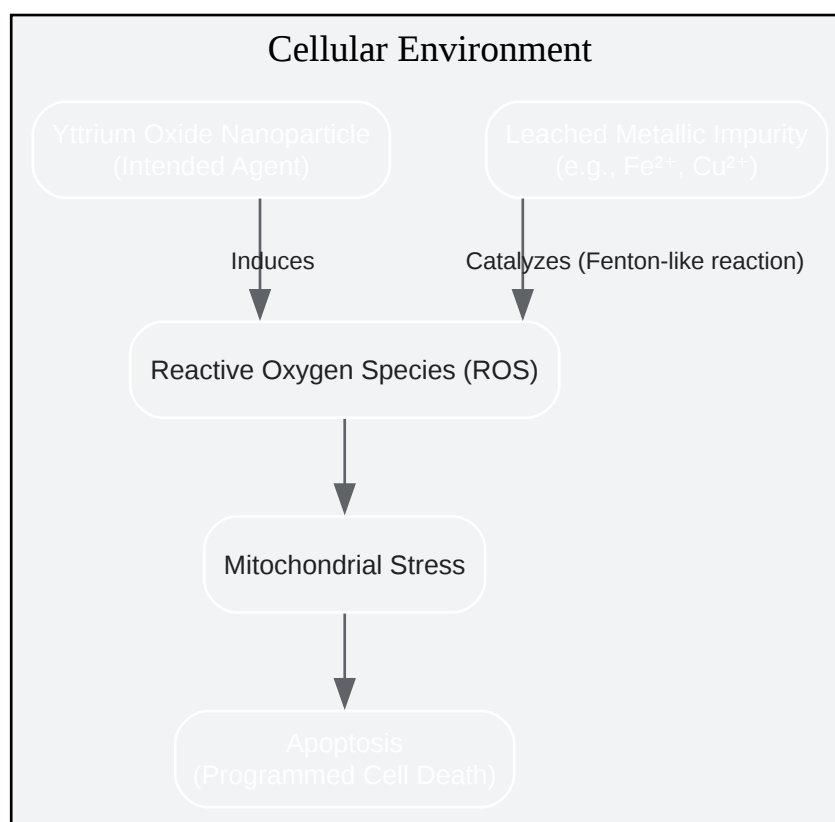 Cellular Environment
Yttrium Oxide Nanoparticle
(Intended Agent)
Leached Metallic Impurity
(e.g., Fe²⁺, Cu²⁺)
Induces
Catalyzes (Fenton-like reaction)
Reactive Oxygen Species (ROS)
Mitochondrial Stress
Apoptosis
(Programmed Cell Death)